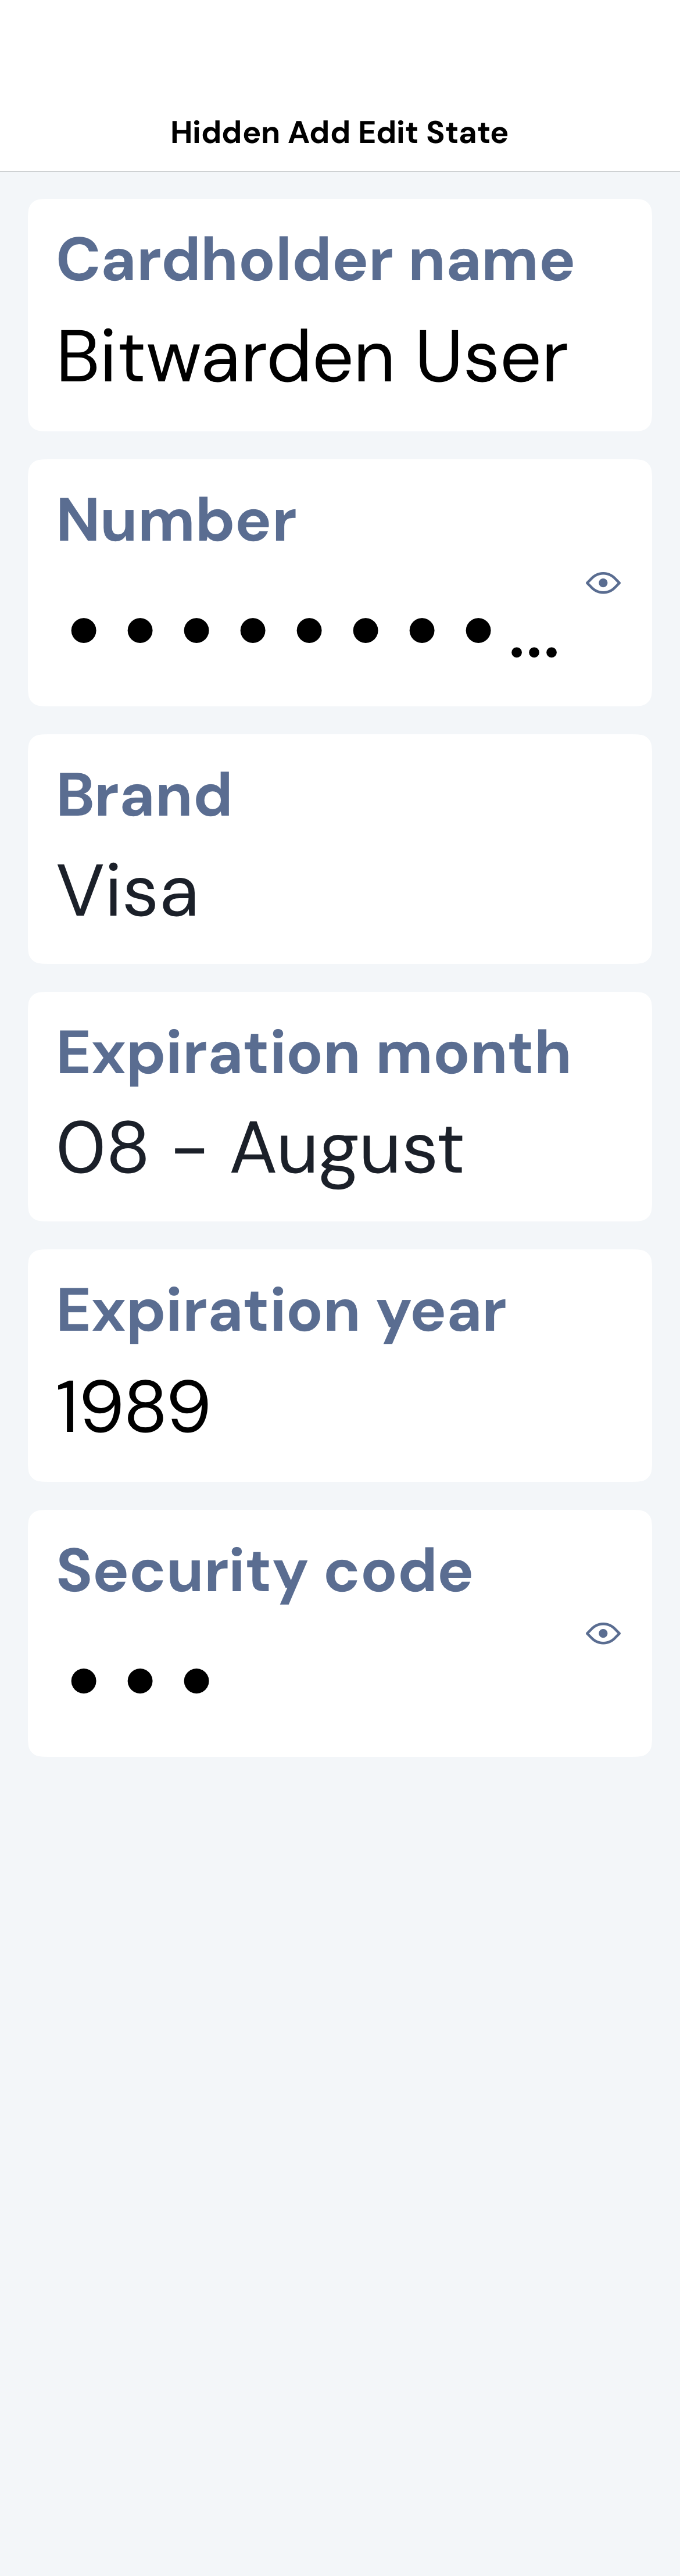 Hidden Add Edit State
Cardholder name
Bitwarden User
Number
••••••••...
Brand
Visa
Expiration month
08 - August
Expiration year
1989
Security code
•••